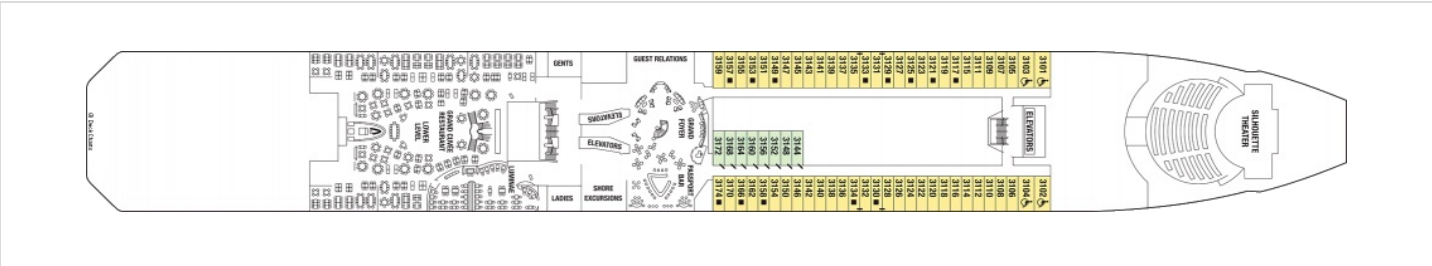 © Deck Chairs
LOWER
LEVEL
GRAND CUVÉE
RESTAURANT
LUMINAE
GENTS
LADIES
ELEVATORS
ELEVATORS
SHORE
EXCURSIONS
GUEST RELATIONS
GRAND
FOYER
PASSPORT
BAR
3159 3157 3155 3153 3151 3149 3147 3145 3143 3141 3139 3137 3135 3133 3131 3129 3127 3125 3123 3121 3119 3117 3115 3111 3109 3107 3105 3103 3101
3172 3168 3164 3160 3156 3152 3148 3144
3174 3170 3166 3162 3158 3154 3150 3146 3142 3140 3138 3136 3134 3132 3130 3128 3126 3124 3122 3120 3118 3116 3114 3112 3110 3108 3106 3104 3102
ELEVATORS
SILHOUETTE
THEATER